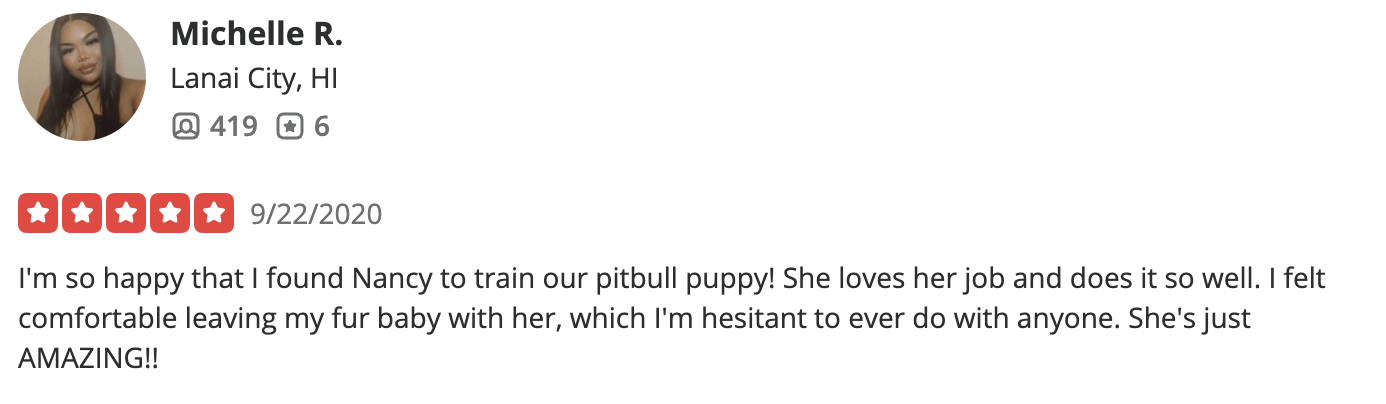 Michelle R.
Lanai City, HI
419 6
9/22/2020
I'm so happy that I found Nancy to train our pitbull puppy! She loves her job and does it so well. I felt
comfortable leaving my fur baby with her, which I'm hesitant to ever do with anyone. She's just
AMAZING!!